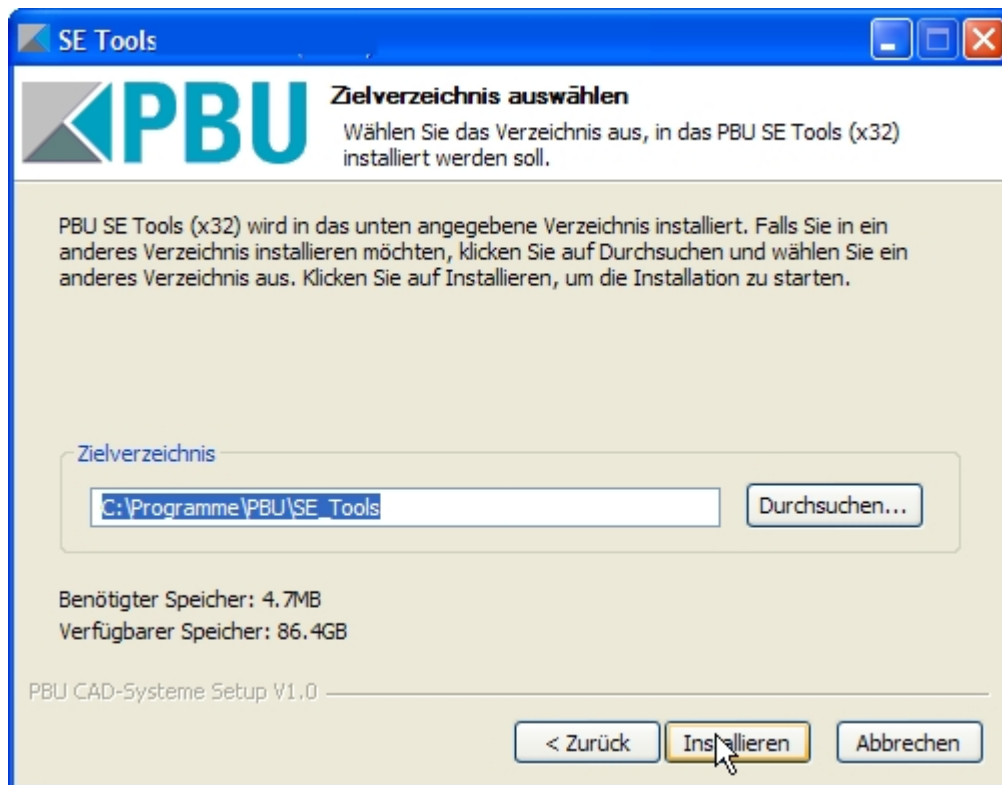 SE Tools
PBU
Zielverzeichnis auswählen
Wählen Sie das Verzeichnis aus, in das PBU SE Tools (x32)
installiert werden soll.
PBU SE Tools (x32) wird in das unten angegebene Verzeichnis installiert. Falls Sie in ein
anderes Verzeichnis installieren möchten, klicken Sie auf Durchsuchen und wählen Sie ein
anderes Verzeichnis aus. Klicken Sie auf Installieren, um die Installation zu starten.
Zielverzeichnis
C:\Programme\PBU\SE_Tools
Durchsuchen...
Benötigter Speicher: 4.7MB
Verfügbarer Speicher: 86.4GB
PBU CAD-Systeme Setup V1.0
< Zurück
Installieren
Abbrechen